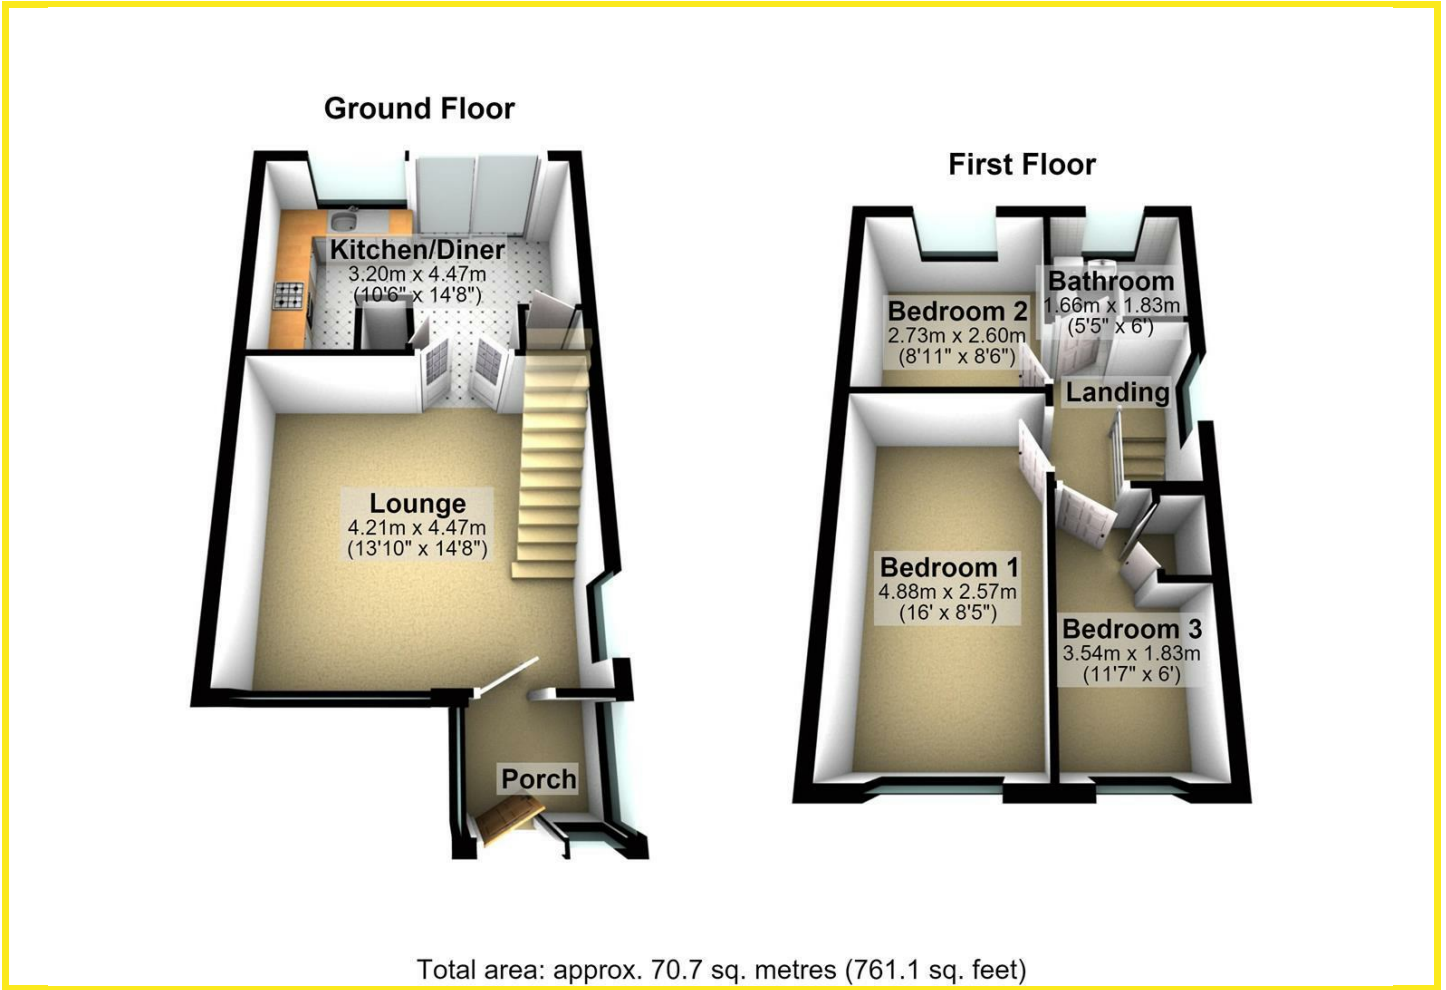 Ground Floor
Kitchen/Diner
3.20m x 4.47m
(10'6" x 14'8")
Lounge
4.21m x 4.47m
(13'10" x 14'8")
Porch
First Floor
Bedroom 2
2.73m x 2.60m
(8'11" x 8'6")
Bathroom
1.66m x 1.83m
(5'5" x 6')
Landing
Bedroom 1
4.88m x 2.57m
(16' x 8'5")
Bedroom 3
3.54m x 1.83m
(11'7" x 6')
Total area: approx. 70.7 sq. metres (761.1 sq. feet)